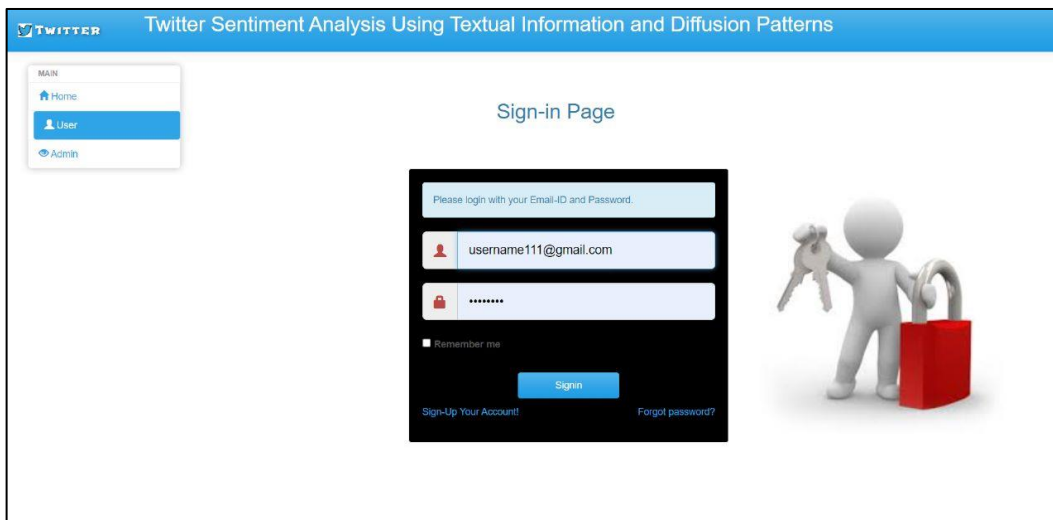 TWITTER
Twitter Sentiment Analysis Using Textual Information and Diffusion Patterns
MAIN
Home
User
Admin
Sign-in Page
Please login with your Email-ID and Password.
username111@gmail.com
••••••••
Remember me
Signin
Sign-Up Your Account!
Forgot password?